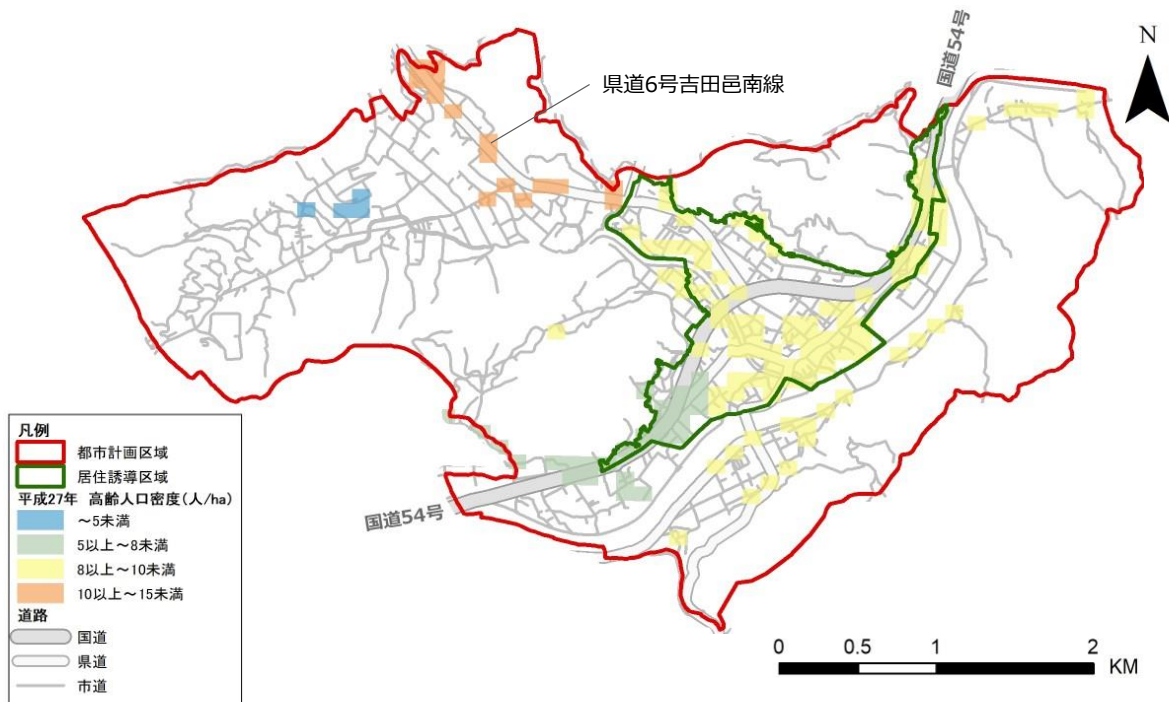 国道54号
N
県道6号吉田邑南線
凡例
都市計画区域
居住誘導区域
平成27年 高齢人口密度(人/ha)
～5未満
5以上～8未満
8以上～10未満
10以上～15未満
道路
国道
県道
市道
国道54号
0 0.5 1 2
KM